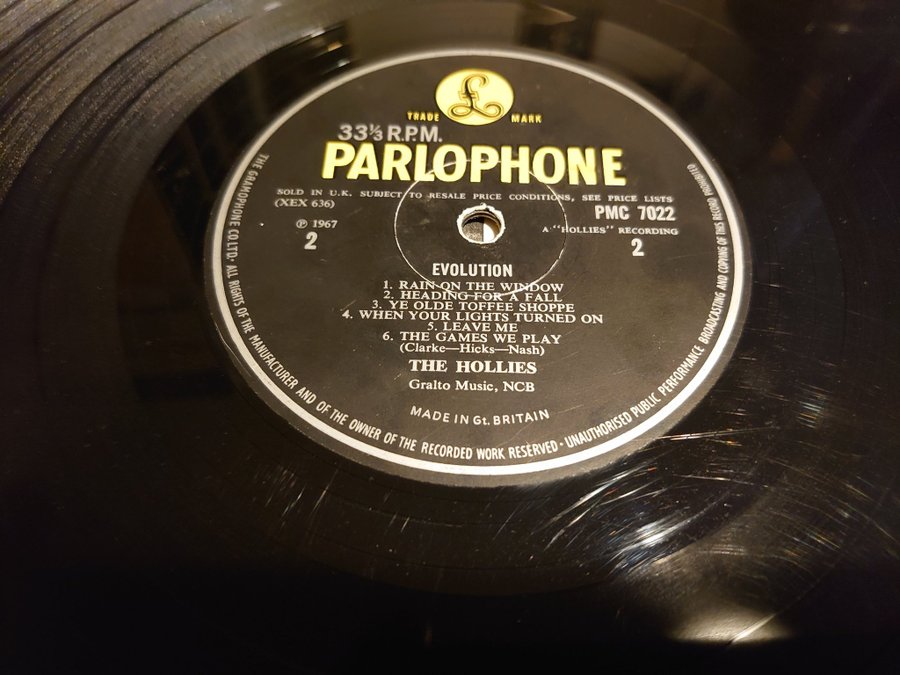 £
TRADE MARK
33⅓ R.P.M.
PARLOPHONE
SOLD IN U.K. SUBJECT TO RESALE PRICE CONDITIONS, SEE PRICE LISTS
(XEX 636)
PMC 7022
℗ 1967
A "HOLLIES" RECORDING
2
2
EVOLUTION
1. RAIN ON THE WINDOW
2. HEADING FOR A FALL
3. YE OLDE TOFFEE SHOPPE
4. WHEN YOUR LIGHTS TURNED ON
5. LEAVE ME
6. THE GAMES WE PLAY
(Clarke—Hicks—Nash)
THE HOLLIES
Gralto Music, NCB
MADE IN Gt. BRITAIN
THE GRAMOPHONE CO. LTD. ALL RIGHTS OF THE MANUFACTURER AND OF THE OWNER OF THE RECORDED WORK RESERVED · UNAUTHORISED PUBLIC PERFORMANCE BROADCASTING AND COPYING OF THIS RECORD PROHIBITED